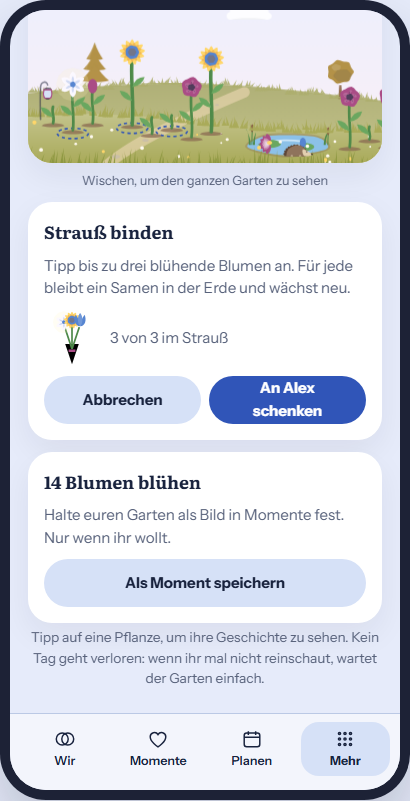 Wischen, um den ganzen Garten zu sehen
Strauß binden
Tipp bis zu drei blühende Blumen an. Für jede
bleibt ein Samen in der Erde und wächst neu.
3 von 3 im Strauß
Abbrechen
An Alex
schenken
14 Blumen blühen
Halte euren Garten als Bild in Momente fest.
Nur wenn ihr wollt.
Als Moment speichern
Tipp auf eine Pflanze, um ihre Geschichte zu sehen. Kein
Tag geht verloren: wenn ihr mal nicht reinschaut, wartet
der Garten einfach.
Wir
Momente
Planen
Mehr